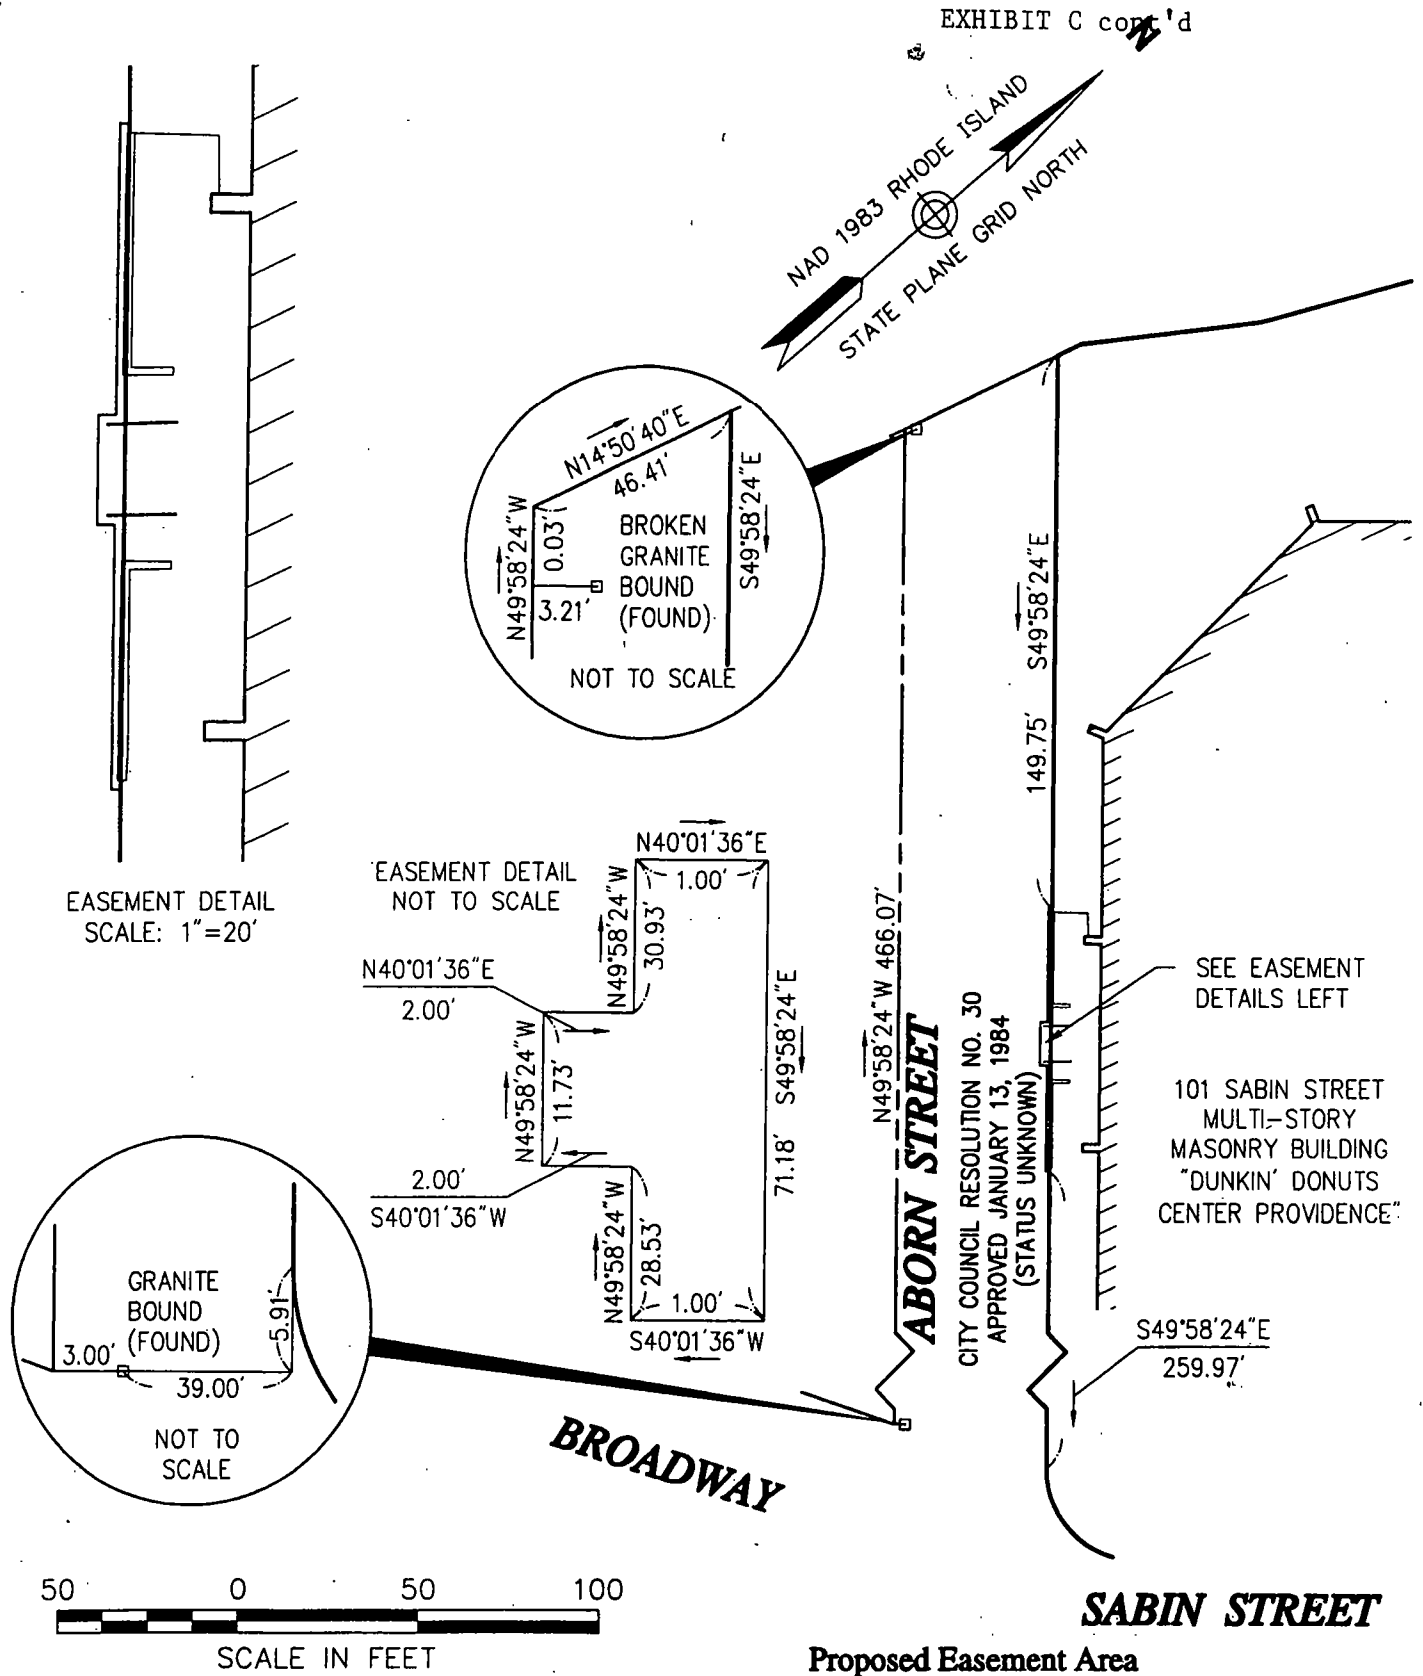 EXHIBIT C cont'd
N
NAD 1983 RHODE ISLAND
STATE PLANE GRID NORTH
N14°50'40"E
46.41'
N49°58'24"W
0.03'
3.21'
BROKEN
GRANITE
BOUND
(FOUND)
S49°58'24"E
NOT TO SCALE
S49°58'24"E
149.75'
EASEMENT DETAIL
SCALE: 1"=20'
EASEMENT DETAIL
NOT TO SCALE
N40°01'36"E
1.00'
N49°58'24"W
30.93'
N40°01'36"E
2.00'
N49°58'24"W
11.73'
S49°58'24"E
71.18'
2.00'
S40°01'36"W
N49°58'24"W
28.53'
1.00'
S40°01'36"W
N49°58'24"W 466.07'
ABORN STREET
CITY COUNCIL RESOLUTION NO. 30
APPROVED JANUARY 13, 1984
(STATUS UNKNOWN)
SEE EASEMENT
DETAILS LEFT
101 SABIN STREET
MULTI-STORY
MASONRY BUILDING
"DUNKIN' DONUTS
CENTER PROVIDENCE"
S49°58'24"E
259.97'
GRANITE
BOUND
(FOUND)
5.91'
3.00'
39.00'
NOT TO
SCALE
BROADWAY
50 0 50 100
SCALE IN FEET
SABIN STREET
Proposed Easement Area